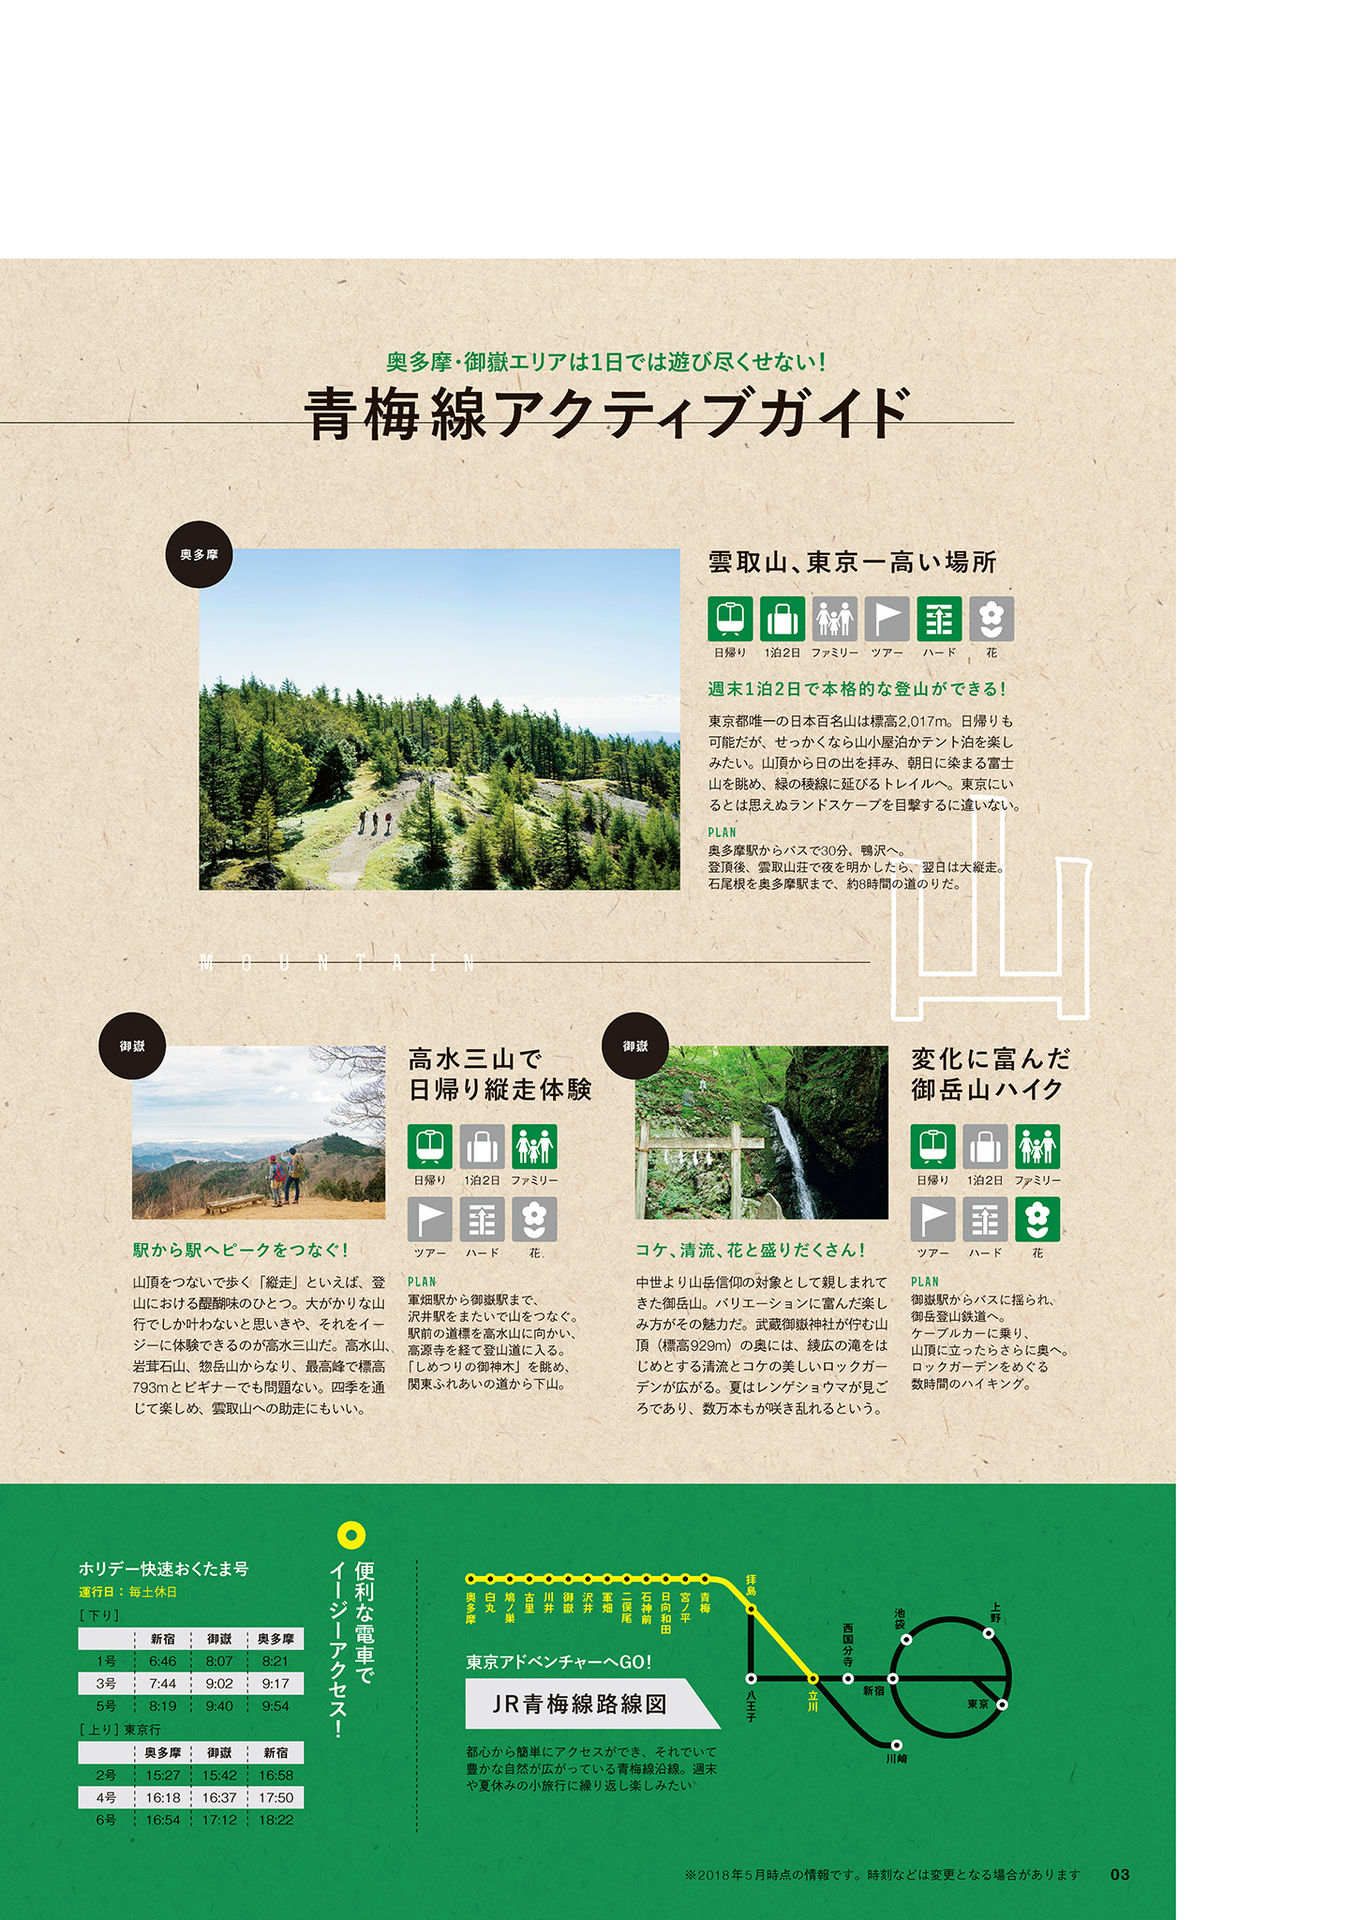 奥多摩・御嶽エリアは1日では遊び尽くせない！
青梅線アクティブガイド
奥多摩
雲取山、東京一高い場所
日帰り 1泊2日 ファミリー ツアー ハード 花
週末1泊2日で本格的な登山ができる！
東京都唯一の日本百名山は標高2,017m。日帰りも
可能だが、せっかくなら山小屋泊かテント泊を楽し
みたい。山頂から日の出を拝み、朝日に染まる富士
山を眺め、緑の稜線に延びるトレイルへ。東京にい
るとは思えぬランドスケープを目撃するに違いない。
PLAN
奥多摩駅からバスで30分、鴨沢へ。
登頂後、雲取山荘で夜を明かしたら、翌日は大縦走。
石尾根を奥多摩駅まで、約8時間の道のりだ。
山
MOUNTAIN
御嶽
高水三山で
日帰り縦走体験
日帰り 1泊2日 ファミリー
ツアー ハード 花
駅から駅へピークをつなぐ！
山頂をつないで歩く「縦走」といえば、登
山における醍醐味のひとつ。大がかりな山
行でしか叶わないと思いきや、それをイー
ジーに体験できるのが高水三山だ。高水山、
岩茸石山、惣岳山からなり、最高峰で標高
793mとビギナーでも問題ない。四季を通
じて楽しめ、雲取山への助走にもいい。
PLAN
軍畑駅から御嶽駅まで、
沢井駅をまたいで山をつなぐ。
駅前の道標を高水山に向かい、
高源寺を経て登山道に入る。
「しめつりの御神木」を眺め、
関東ふれあいの道から下山。
御嶽
変化に富んだ
御岳山ハイク
日帰り 1泊2日 ファミリー
ツアー ハード 花
コケ、清流、花と盛りだくさん！
中世より山岳信仰の対象として親しまれて
きた御岳山。バリエーションに富んだ楽し
み方がその魅力だ。武蔵御嶽神社が佇む山
頂（標高929m）の奥には、綾広の滝をは
じめとする清流とコケの美しいロックガー
デンが広がる。夏はレンゲショウマが見ご
ろであり、数万本もが咲き乱れるという。
PLAN
御嶽駅からバスに揺られ、
御岳登山鉄道へ。
ケーブルカーに乗り、
山頂に立ったらさらに奥へ。
ロックガーデンをめぐる
数時間のハイキング。
便利な電車で
イージーアクセス！
ホリデー快速おくたま号
運行日：毎土休日
［下り］
新宿 御嶽 奥多摩
1号 6:46 8:07 8:21
3号 7:44 9:02 9:17
5号 8:19 9:40 9:54
［上り］東京行
奥多摩 御嶽 新宿
2号 15:27 15:42 16:58
4号 16:18 16:37 17:50
6号 16:54 17:12 18:22
奥多摩
白丸
鳩ノ巣
古里
川井
御嶽
沢井
軍畑
二俣尾
石神前
日向和田
宮ノ平
青梅
拝島
八王子
立川
西国分寺
新宿
池袋
上野
東京
川崎
東京アドベンチャーへGO！
JR青梅線路線図
都心から簡単にアクセスができ、それでいて
豊かな自然が広がっている青梅線沿線。週末
や夏休みの小旅行に繰り返し楽しみたい
※2018年5月時点の情報です。時刻などは変更となる場合があります
03